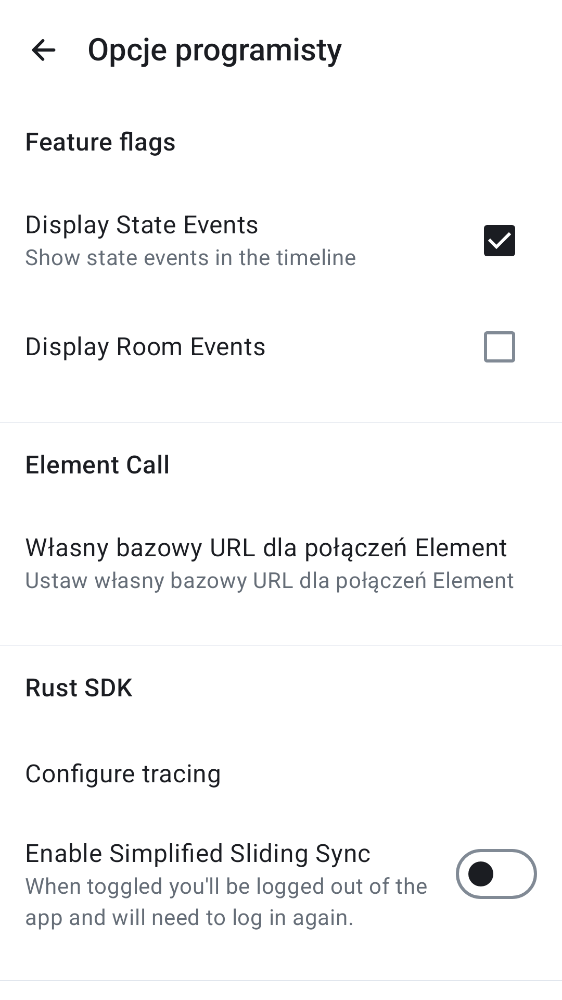 Opcje programisty
Feature flags
Display State Events
Show state events in the timeline
Display Room Events
Element Call
Własny bazowy URL dla połączeń Element
Ustaw własny bazowy URL dla połączeń Element
Rust SDK
Configure tracing
Enable Simplified Sliding Sync
When toggled you'll be logged out of the
app and will need to log in again.